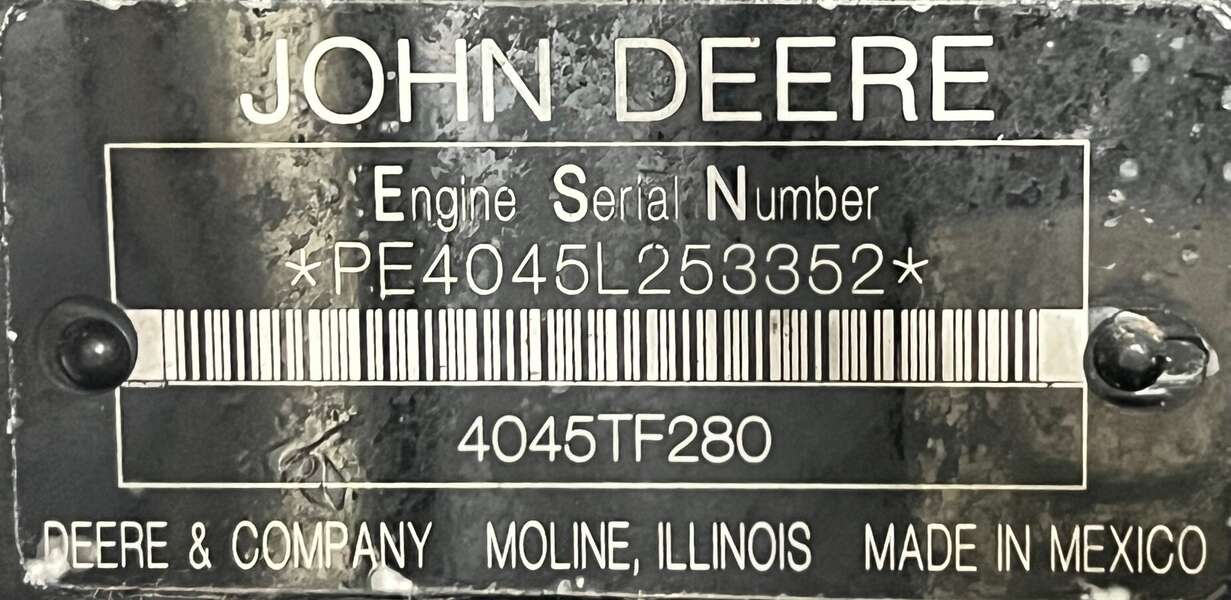 JOHN DEERE
Engine Serial Number
*PE4045L253352*
4045TF280
DEERE & COMPANY MOLINE, ILLINOIS MADE IN MEXICO